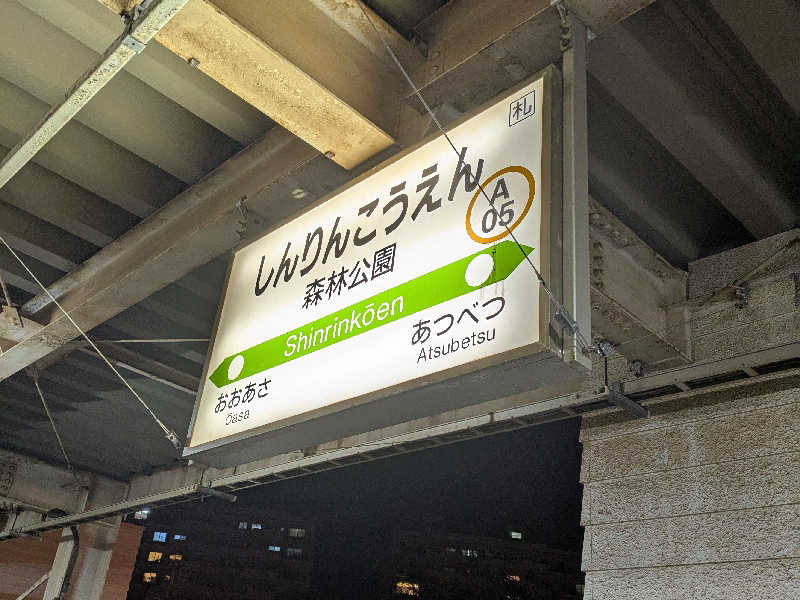 札
しんりんこうえん
A
05
森林公園
Shinrinkōen
おおあさ
Ōasa
あつべつ
Atsubetsu